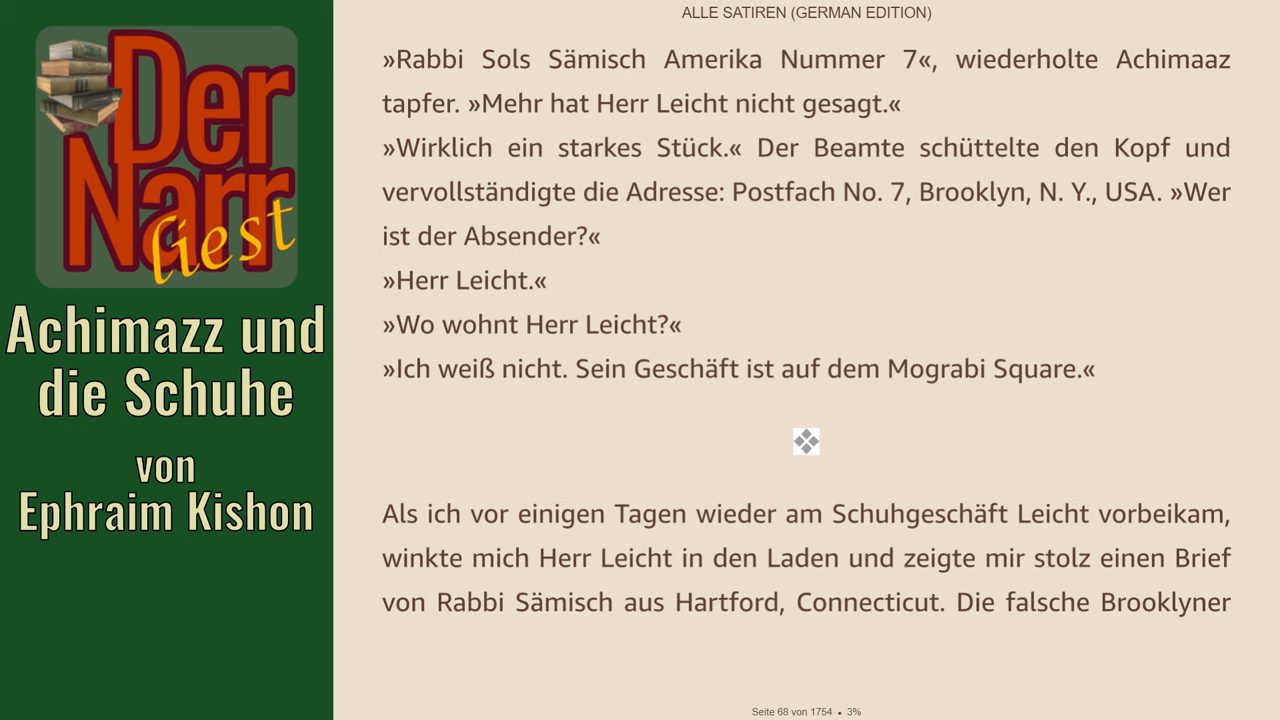 Der
Narr
liest
Achimazz und
die Schuhe
von
Ephraim Kishon
ALLE SATIREN (GERMAN EDITION)
»Rabbi Sols Sämisch Amerika Nummer 7«, wiederholte Achimaaz
tapfer. »Mehr hat Herr Leicht nicht gesagt.«
»Wirklich ein starkes Stück.« Der Beamte schüttelte den Kopf und
vervollständigte die Adresse: Postfach No. 7, Brooklyn, N. Y., USA. »Wer
ist der Absender?«
»Herr Leicht.«
»Wo wohnt Herr Leicht?«
»Ich weiß nicht. Sein Geschäft ist auf dem Mograbi Square.«
Als ich vor einigen Tagen wieder am Schuhgeschäft Leicht vorbeikam,
winkte mich Herr Leicht in den Laden und zeigte mir stolz einen Brief
von Rabbi Sämisch aus Hartford, Connecticut. Die falsche Brooklyner
Seite 68 von 1754 • 3%